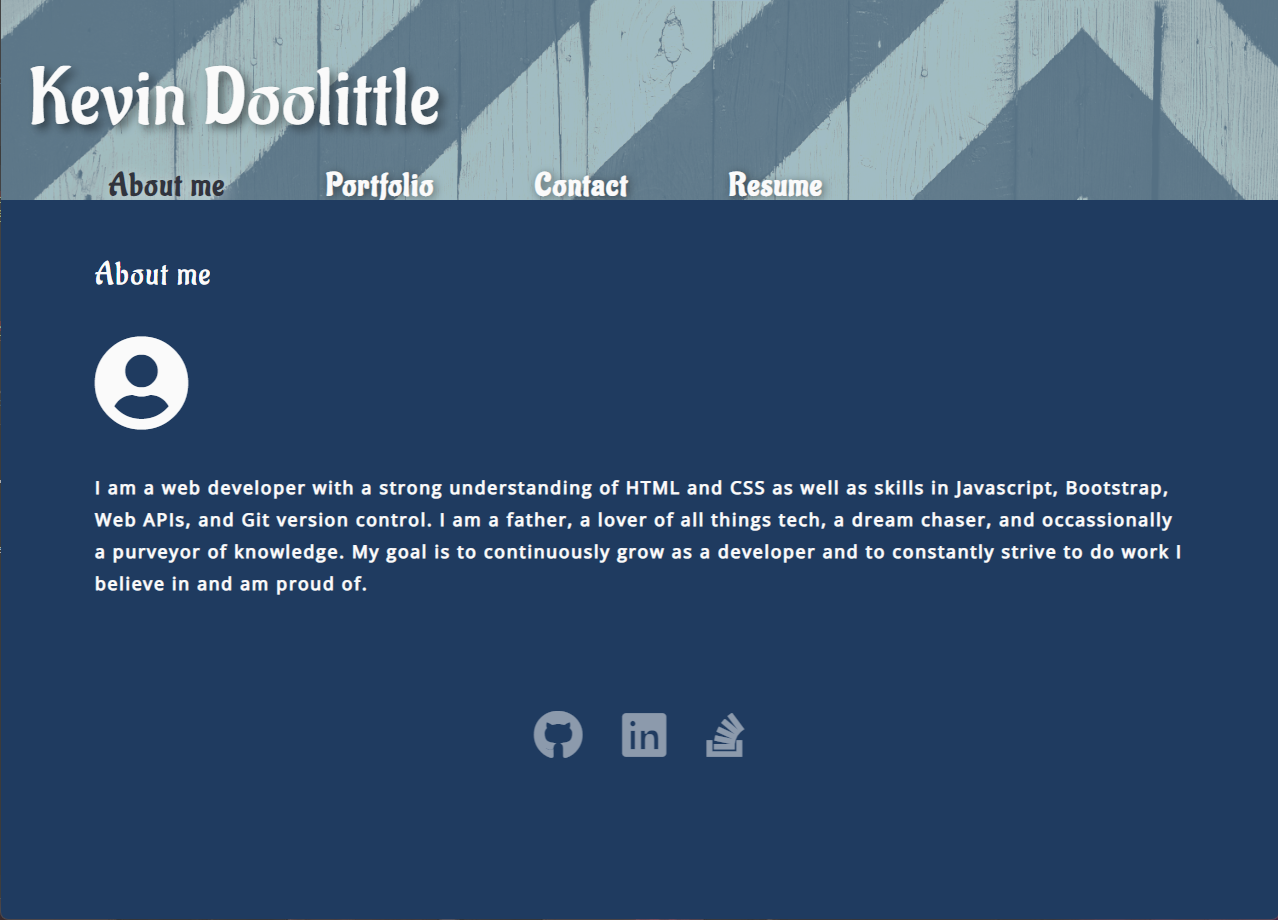 Kevin Doolittle
About me Portfolio Contact Resume
About me
I am a web developer with a strong understanding of HTML and CSS as well as skills in Javascript, Bootstrap,
Web APIs, and Git version control. I am a father, a lover of all things tech, a dream chaser, and occassionally
a purveyor of knowledge. My goal is to continuously grow as a developer and to constantly strive to do work I
believe in and am proud of.
in